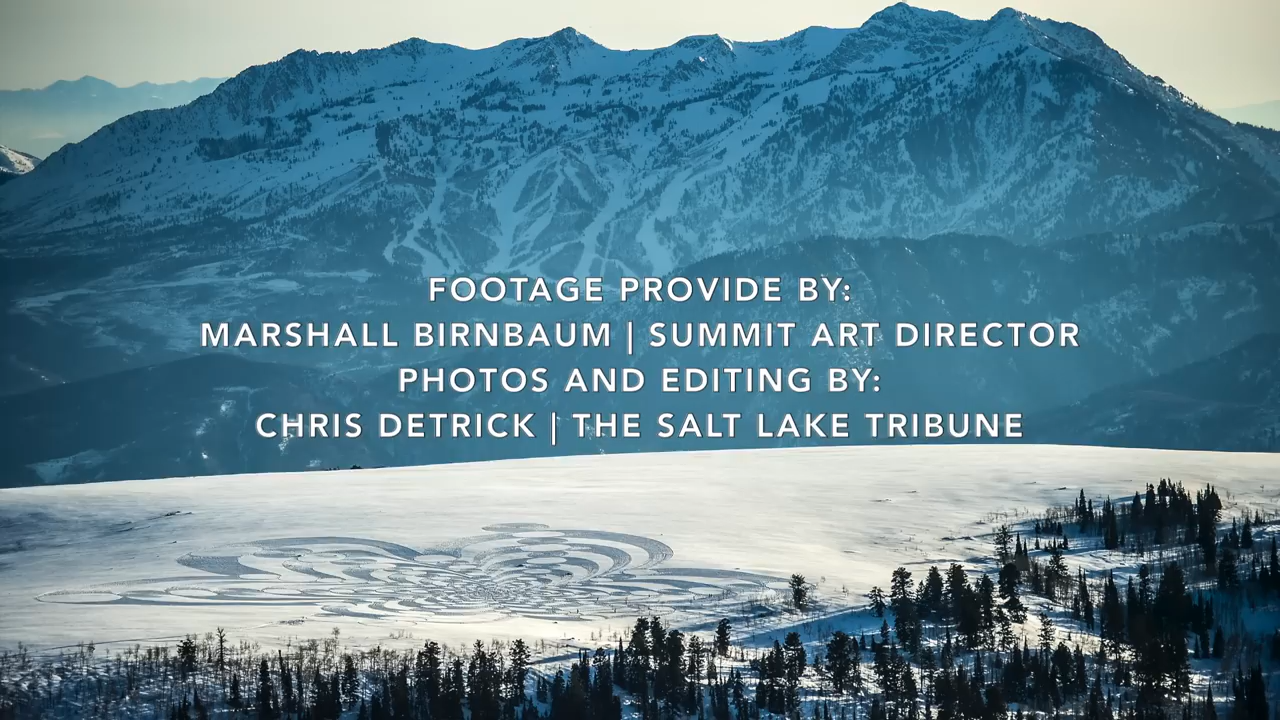 FOOTAGE PROVIDE BY:
MARSHALL BIRNBAUM | SUMMIT ART DIRECTOR
PHOTOS AND EDITING BY:
CHRIS DETRICK | THE SALT LAKE TRIBUNE